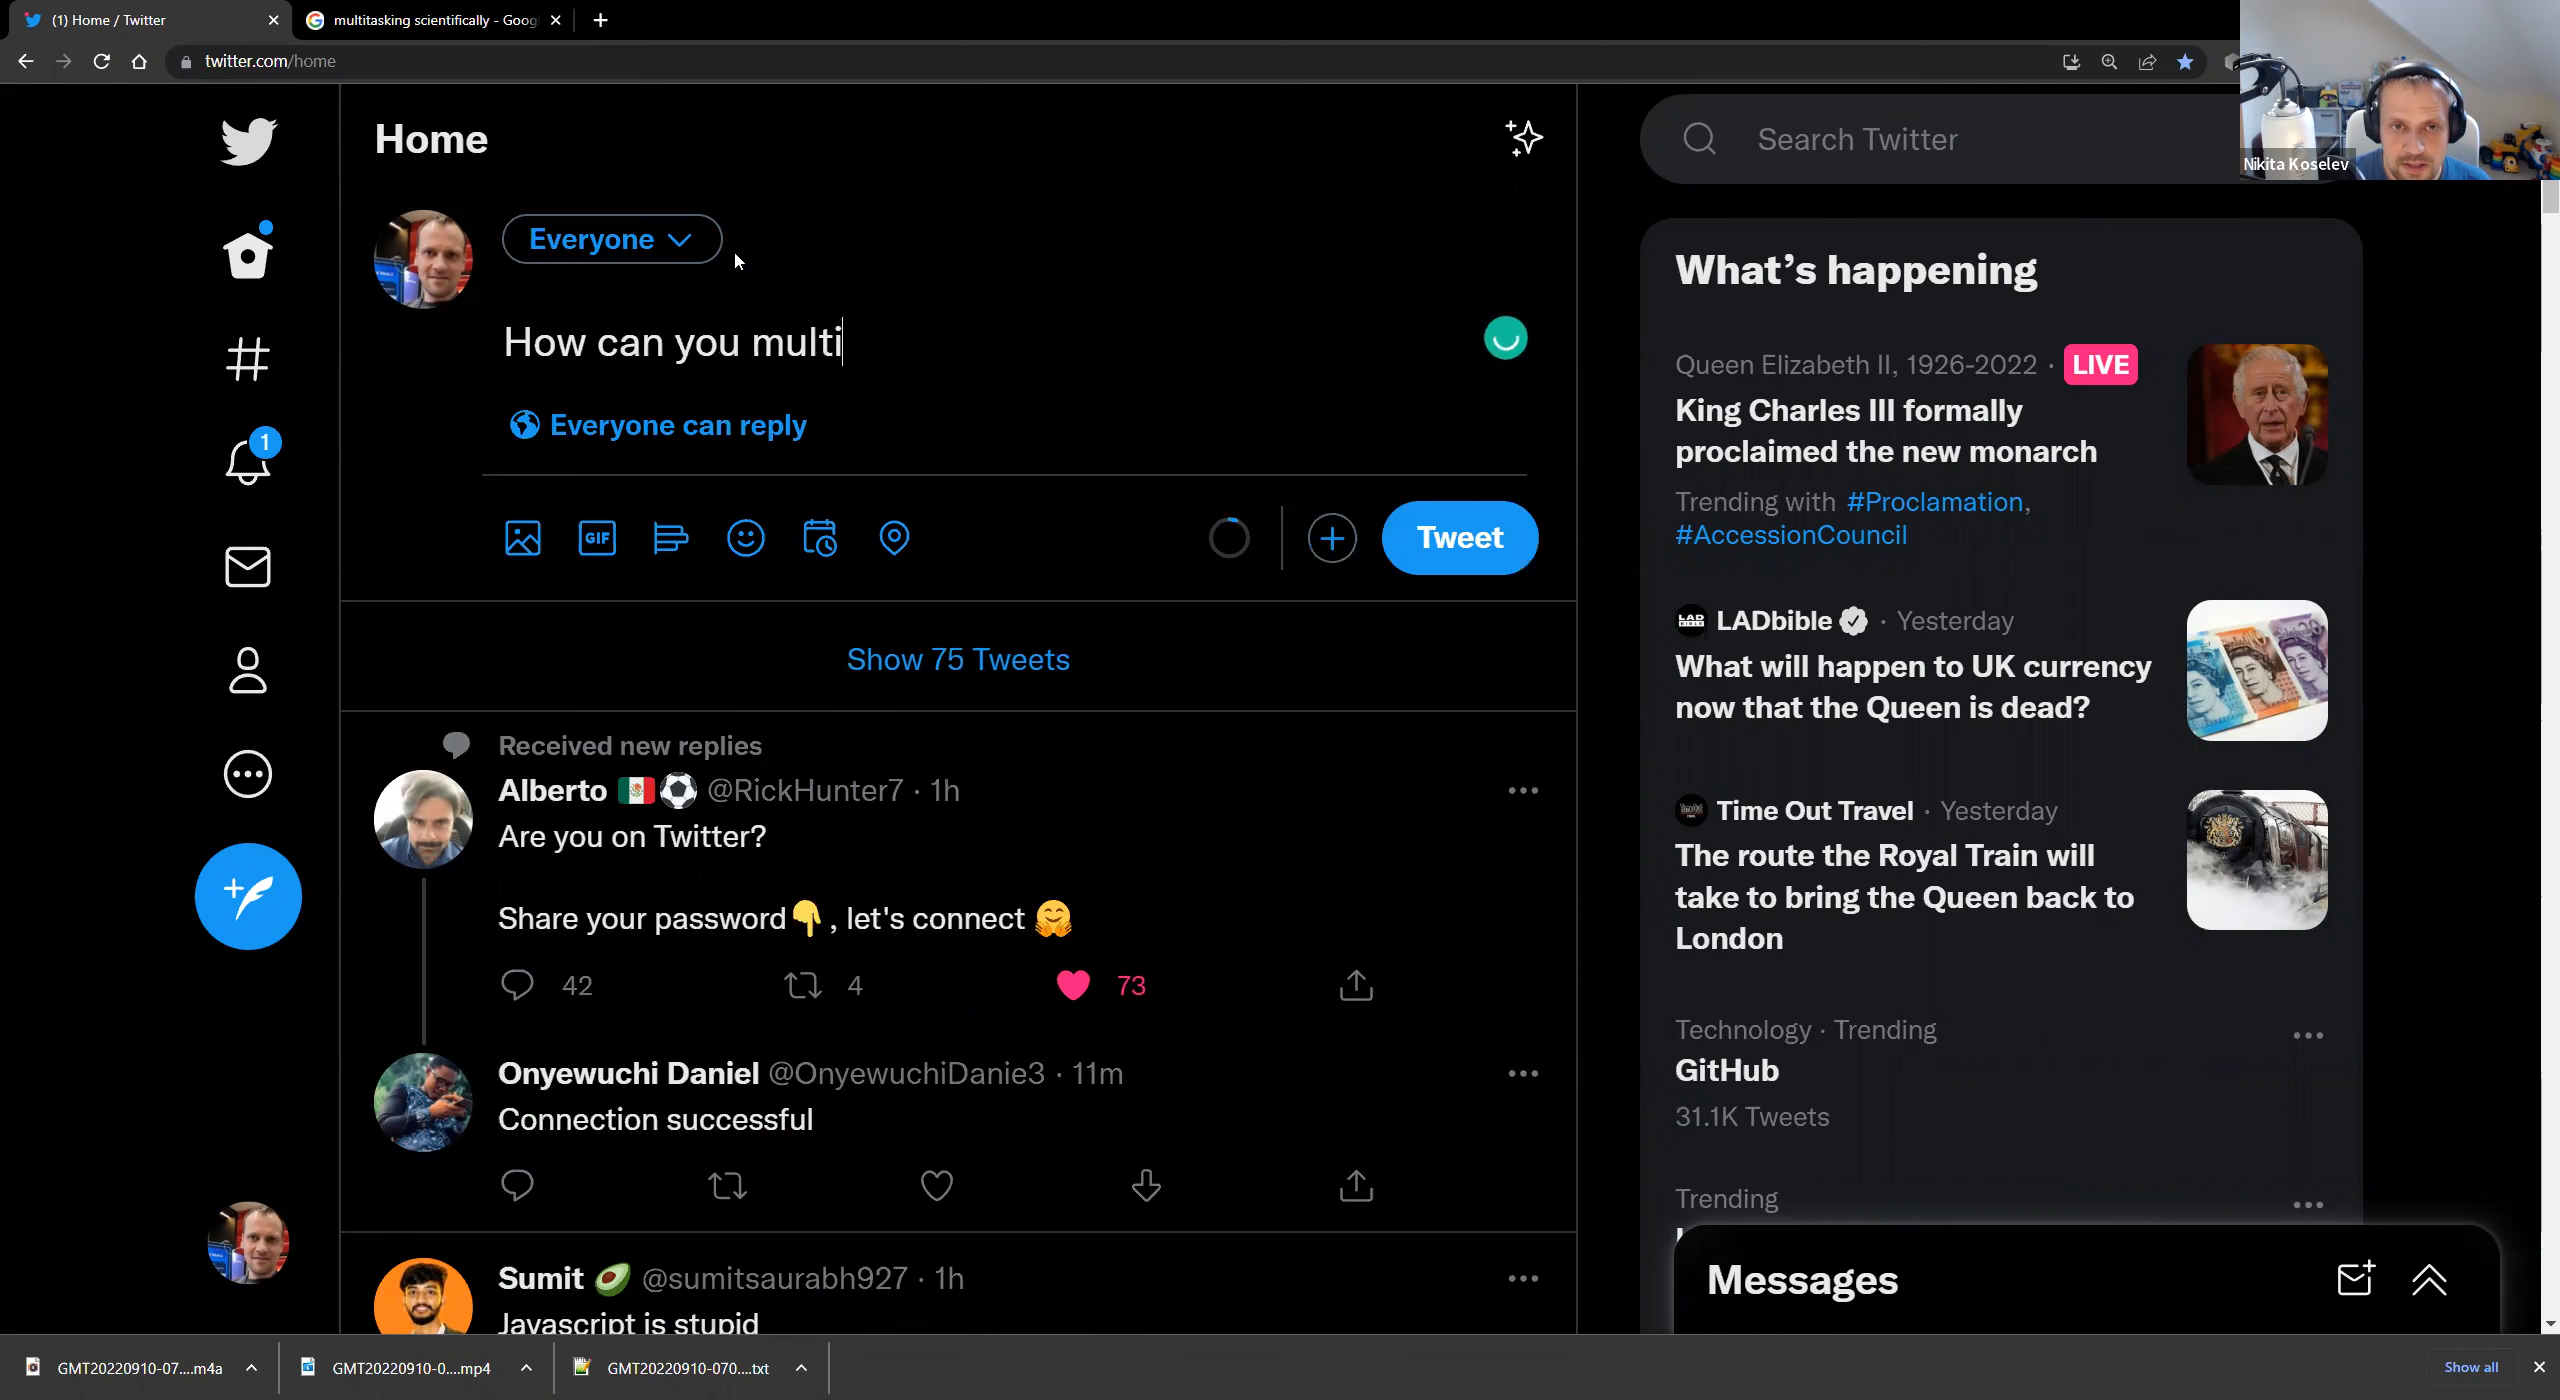 (1) Home / Twitter
multitasking scientifically - Goog
twitter.com/home
Nikita Koselev
Home
Search Twitter
Everyone
How can you multi
Everyone can reply
GIF
Tweet
Show 75 Tweets
Received new replies
Alberto @RickHunter7 · 1h
Are you on Twitter?
Share your password , let's connect
42
4
73
Onyewuchi Daniel @OnyewuchiDanie3 · 11m
Connection successful
Sumit @sumitsaurabh927 · 1h
Javascript is stupid
1
What's happening
Queen Elizabeth II, 1926-2022 · LIVE
King Charles III formally
proclaimed the new monarch
Trending with #Proclamation,
#AccessionCouncil
LAD BIBLE LADbible · Yesterday
What will happen to UK currency
now that the Queen is dead?
Time Out Travel · Yesterday
The route the Royal Train will
take to bring the Queen back to
London
Technology · Trending
GitHub
31.1K Tweets
Trending
Messages
GMT20220910-07....m4a
GMT20220910-0....mp4
GMT20220910-070....txt
Show all